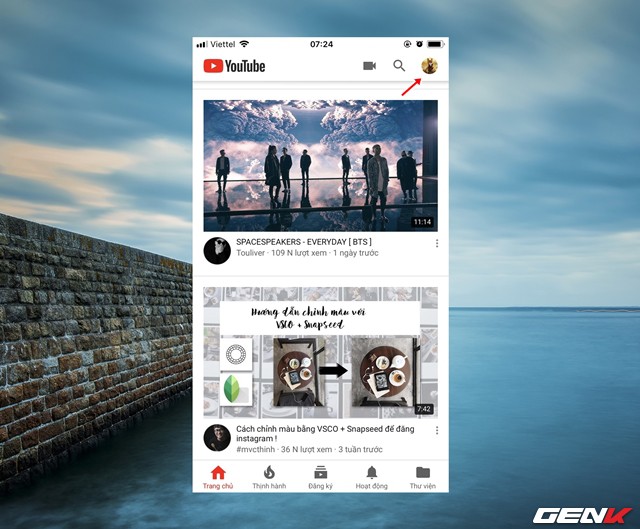 Viettel
07:24
YouTube
11:14
SPACESPEAKERS - EVERYDAY [ BTS ]
Touliver · 109 N lượt xem · 1 ngày trước
Hướng dẫn chỉnh màu với
VSCO + Snapseed
7:42
Cách chỉnh màu bằng VSCO + Snapseed để đăng
instagram !
#mvcthinh · 36 N lượt xem · 3 tuần trước
Trang chủ
Thịnh hành
Đăng ký
Hoạt động
Thư viện
GENK